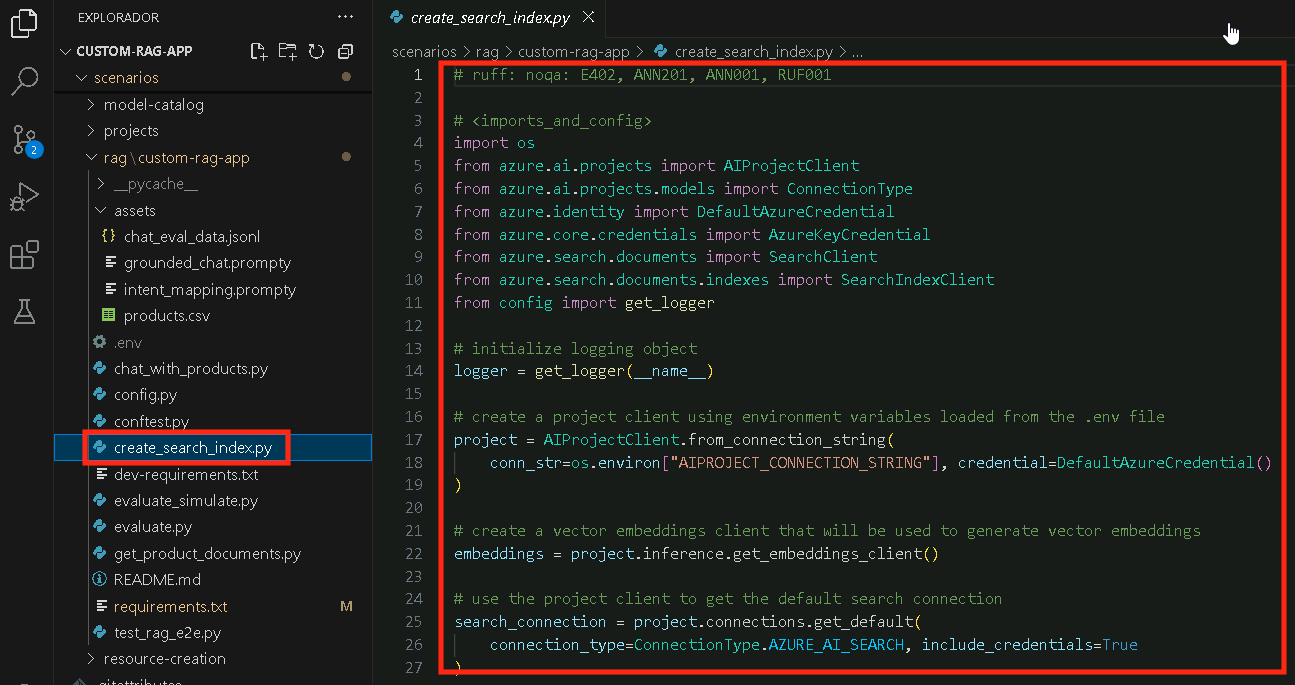 EXPLORADOR ...
CUSTOM-RAG-APP
scenarios
model-catalog
projects
rag\custom-rag-app
__pycache__
assets
{} chat_eval_data.jsonl
grounded_chat.prompty
intent_mapping.prompty
products.csv
.env
chat_with_products.py
config.py
conftest.py
create_search_index.py
dev-requirements.txt
evaluate_simulate.py
evaluate.py
get_product_documents.py
README.md
requirements.txt M
test_rag_e2e.py
resource-creation
.gitattributes
2
create_search_index.py
scenarios > rag > custom-rag-app > create_search_index.py > ...
1 # ruff: noqa: E402, ANN201, ANN001, RUF001
2
3 # <imports_and_config>
4 import os
5 from azure.ai.projects import AIProjectClient
6 from azure.ai.projects.models import ConnectionType
7 from azure.identity import DefaultAzureCredential
8 from azure.core.credentials import AzureKeyCredential
9 from azure.search.documents import SearchClient
10 from azure.search.documents.indexes import SearchIndexClient
11 from config import get_logger
12
13 # initialize logging object
14 logger = get_logger(__name__)
15
16 # create a project client using environment variables loaded from the .env file
17 project = AIProjectClient.from_connection_string(
18 conn_str=os.environ["AIPROJECT_CONNECTION_STRING"], credential=DefaultAzureCredential()
19 )
20
21 # create a vector embeddings client that will be used to generate vector embeddings
22 embeddings = project.inference.get_embeddings_client()
23
24 # use the project client to get the default search connection
25 search_connection = project.connections.get_default(
26 connection_type=ConnectionType.AZURE_AI_SEARCH, include_credentials=True
27 )